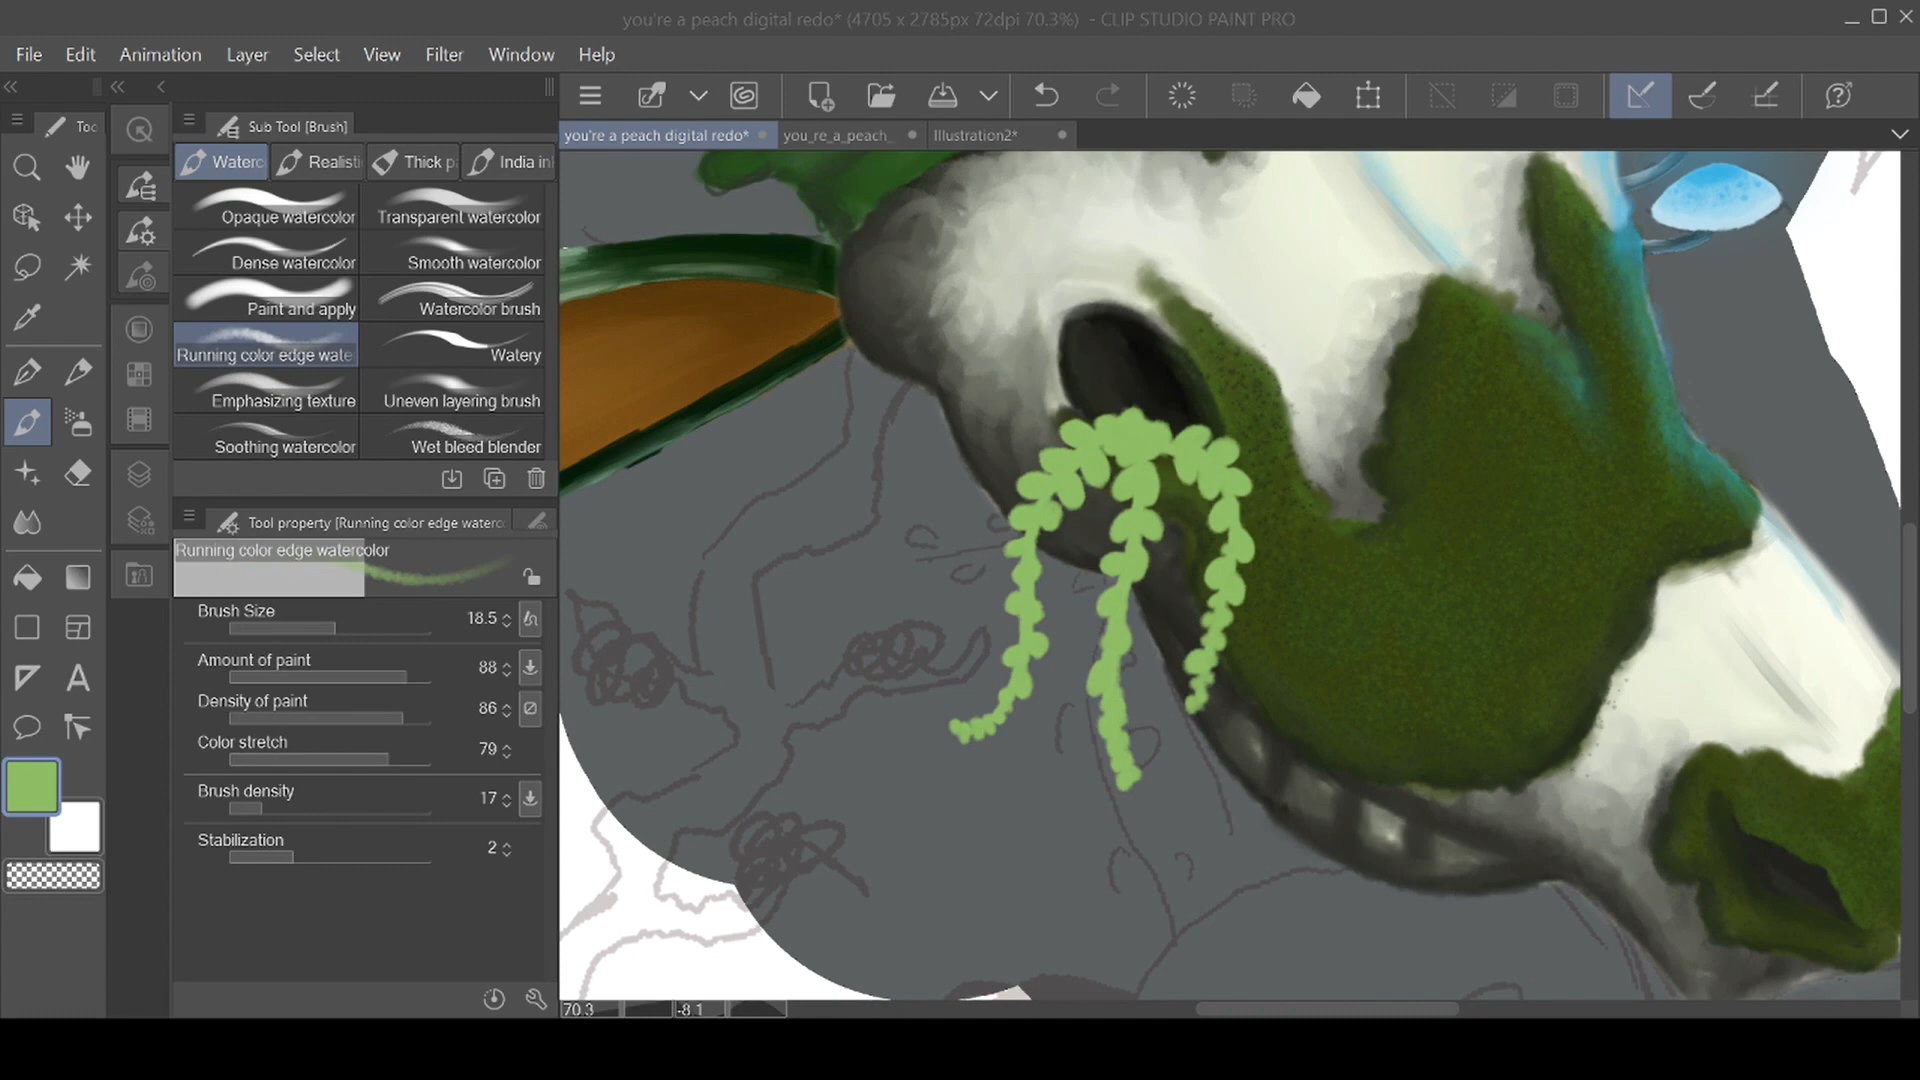 you're a peach digital redo* (4705 x 2785px 72dpi 70.3%)  - CLIP STUDIO PAINT PRO
File Edit Animation Layer Select View Filter Window Help
Too
Sub Tool [Brush]
you're a peach digital redo* you_re_a_peach_ Illustration2*
Waterc Realisti Thick p India in
Opaque watercolor Transparent watercolor
Dense watercolor Smooth watercolor
Paint and apply Watercolor brush
Running color edge wate Watery
Emphasizing texture Uneven layering brush
Soothing watercolor Wet bleed blender
Tool property [Running color edge waterco
Running color edge watercolor
Brush Size 18.5
Amount of paint 88
Density of paint 86
Color stretch 79
Brush density 17
Stabilization 2
70.3 -8.1